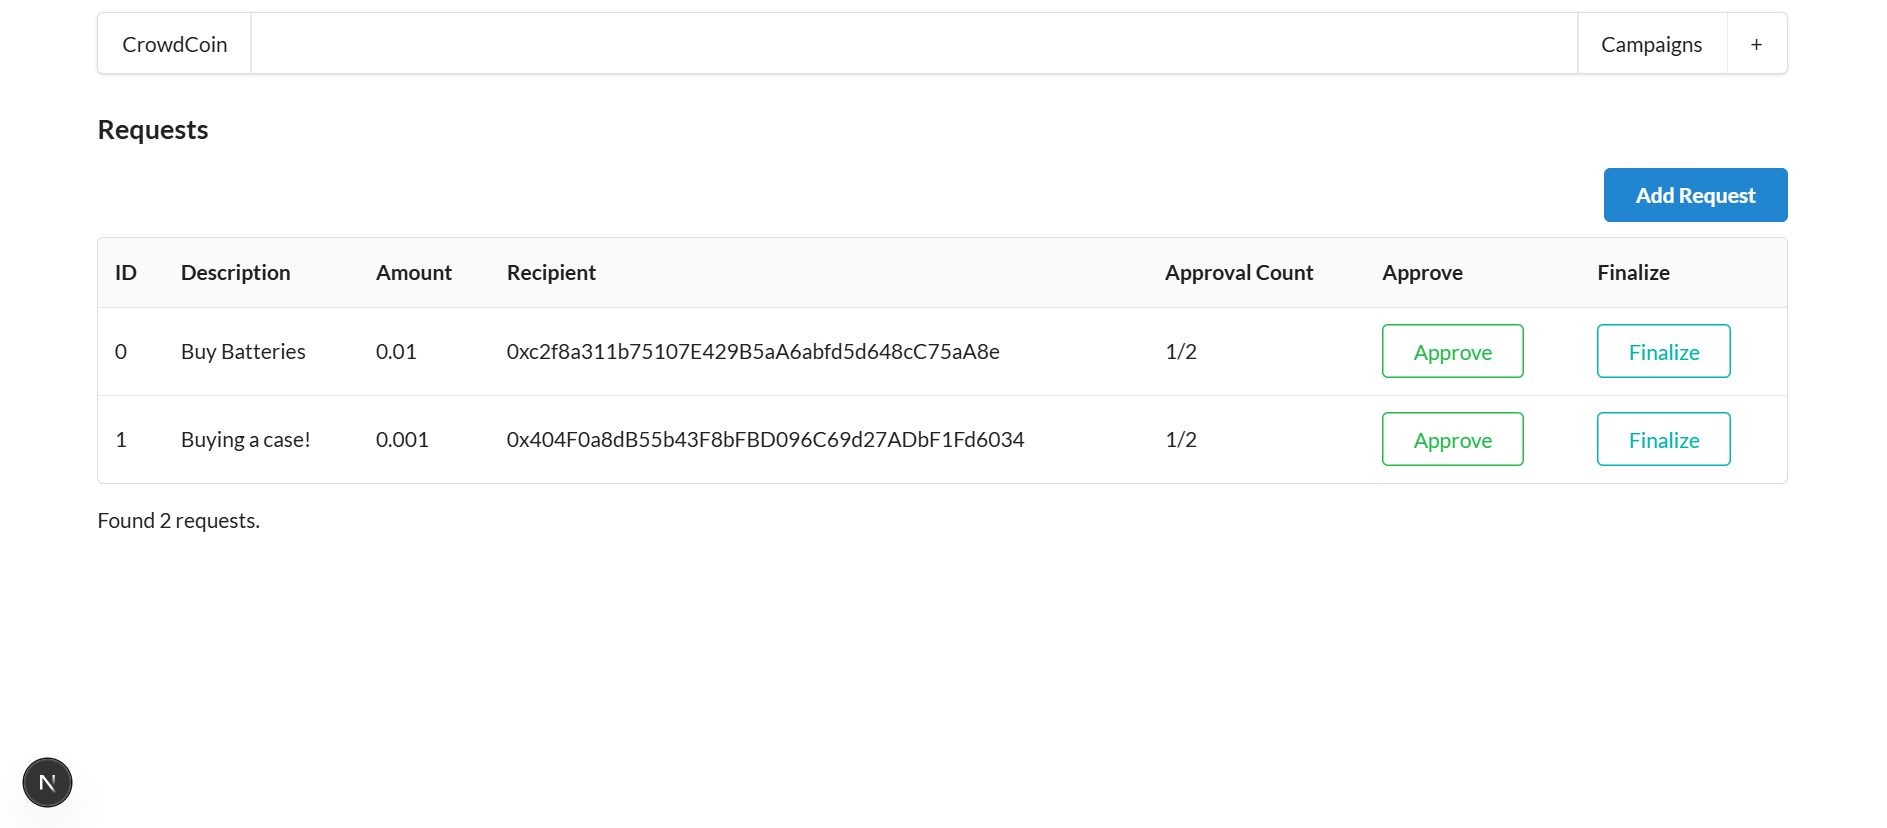 CrowdCoin Campaigns +
Requests
Add Request
ID Description Amount Recipient Approval Count Approve Finalize
0 Buy Batteries 0.01 0xc2f8a311b75107E429B5aA6abfd5d648cC75aA8e 1/2 Approve Finalize
1 Buying a case! 0.001 0x404F0a8dB55b43F8bFBD096C69d27ADbF1Fd6034 1/2 Approve Finalize
Found 2 requests.
N